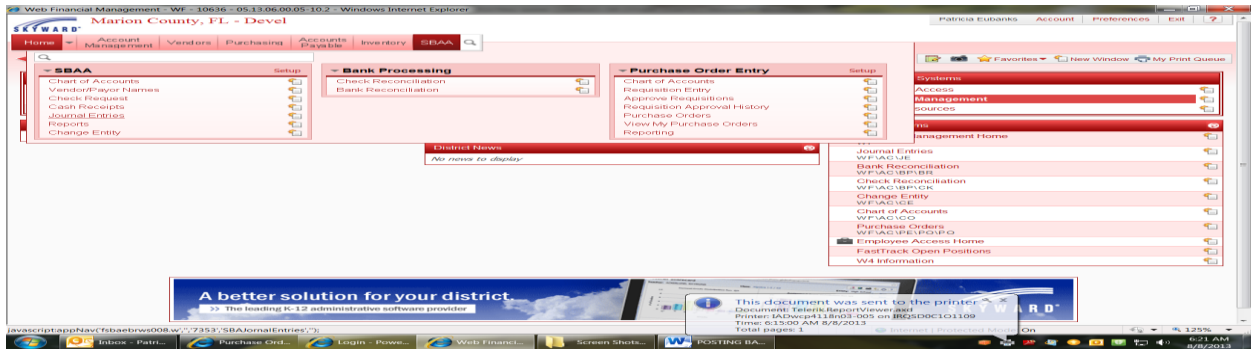 Web Financial Management - WF - 10636 - 05.13.06.00.05-10.2 - Windows Internet Explorer
SKYWARD
Marion County, FL - Devel
Patricia Eubanks Account Preferences Exit ?
Home Account Management Vendors Purchasing Accounts Payable Inventory SBAA
Favorites New Window My Print Queue
SBAA Setup
Chart of Accounts
Vendor/Payor Names
Check Request
Cash Receipts
Journal Entries
Reports
Change Entity
Bank Processing
Check Reconciliation
Bank Reconciliation
Purchase Order Entry Setup
Chart of Accounts
Requisition Entry
Approve Requisitions
Requisition Approval History
Purchase Orders
View My Purchase Orders
Reporting
District News
No news to display
Systems
Access
Management
sources
ms
anagement Home
Journal Entries
WF\AC\JE
Bank Reconciliation
WF\AC\BP\BR
Check Reconciliation
WF\AC\BP\CK
Change Entity
WF\AC\CE
Chart of Accounts
WF\AC\CO
Purchase Orders
WF\AC\PE\PO\PO
Employee Access Home
FastTrack Open Positions
W4 Information
A better solution for your district.
>> The leading K-12 administrative software provider
WARD
This document was sent to the printer
Document: Telerik.ReportViewer.axd
Printer: IADwcp4118n03-005 on IRQSD0C101109
Time: 6:15:00 AM 8/8/2013
Total pages: 1
javascript:appNav('fsbaebrws008.w','','7353','SBAJornalEntries','');
Internet | Protected Mode: On
125%
Inbox - Patri...
Purchase Ord...
Login - Powe...
Web Financi...
Screen Shots...
POSTING BA...
6:21 AM
8/8/2013